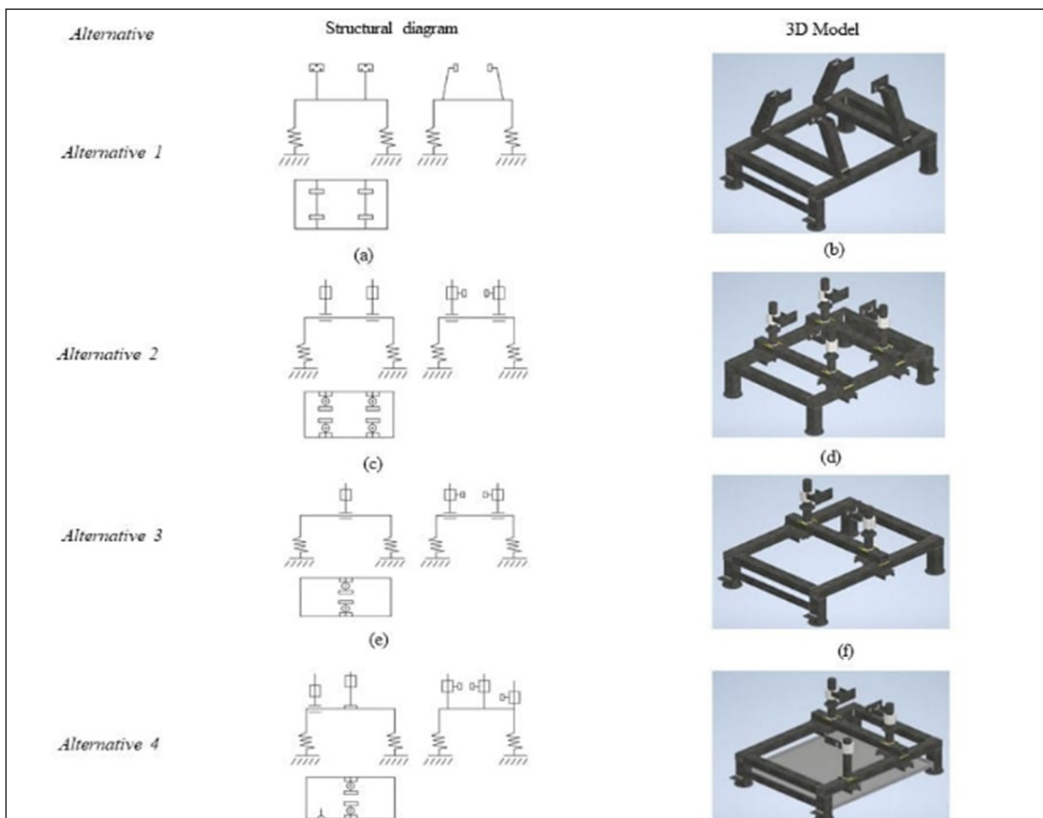 Alternative Structural diagram 3D Model
Alternative 1
(a) (b)
Alternative 2
(c) (d)
Alternative 3
(e) (f)
Alternative 4